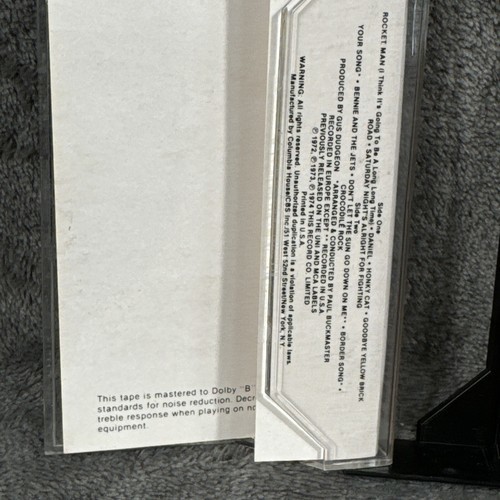 Side One
ROCKET MAN (I Think It's Going To Be A Long Long Time) • DANIEL • HONKY CAT • GOODBYE YELLOW BRICK
ROAD • SATURDAY NIGHT'S ALRIGHT FOR FIGHTING
Side Two
YOUR SONG* • BENNIE AND THE JETS • DON'T LET THE SUN GO DOWN ON ME** • BORDER SONG* •
CROCODILE ROCK
PRODUCED BY GUS DUDGEON *ARRANGED & CONDUCTED BY PAUL BUCKMASTER
RECORDED IN EUROPE EXCEPT ** RECORDED IN U.S.A.
PREVIOUSLY RELEASED ON THE UNI AND MCA LABELS
℗ 1972, ℗ 1973, ℗ 1974 THIS RECORD CO. LIMITED
Printed in U.S.A.
WARNING: All rights reserved. Unauthorized duplication is a violation of applicable laws.
Manufactured by Columbia House/CBS Inc./51 West 52nd Street/New York, N.Y.
This tape is mastered to Dolby "B"
standards for noise reduction. Decr
treble response when playing on no
equipment.